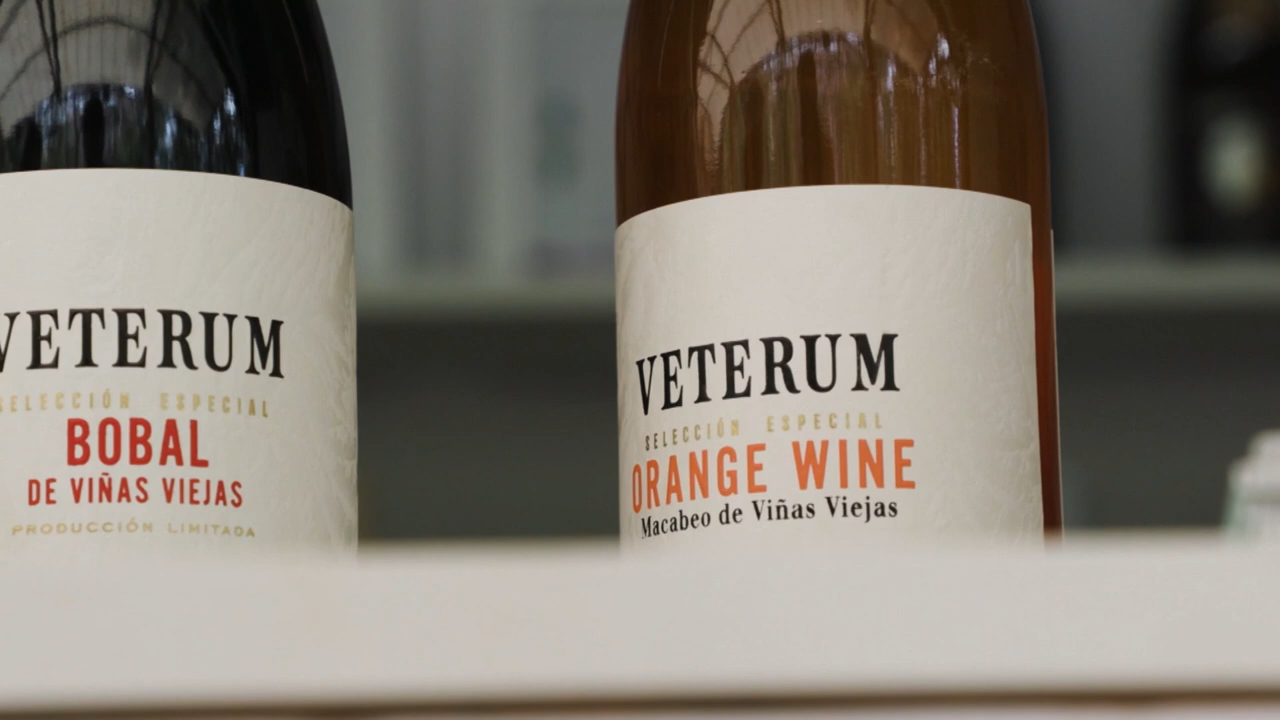 VETERUM
SELECCIÓN ESPECIAL
BOBAL
DE VIÑAS VIEJAS
PRODUCCIÓN LIMITADA
VETERUM
SELECCIÓN ESPECIAL
ORANGE WINE
Macabeo de Viñas Viejas